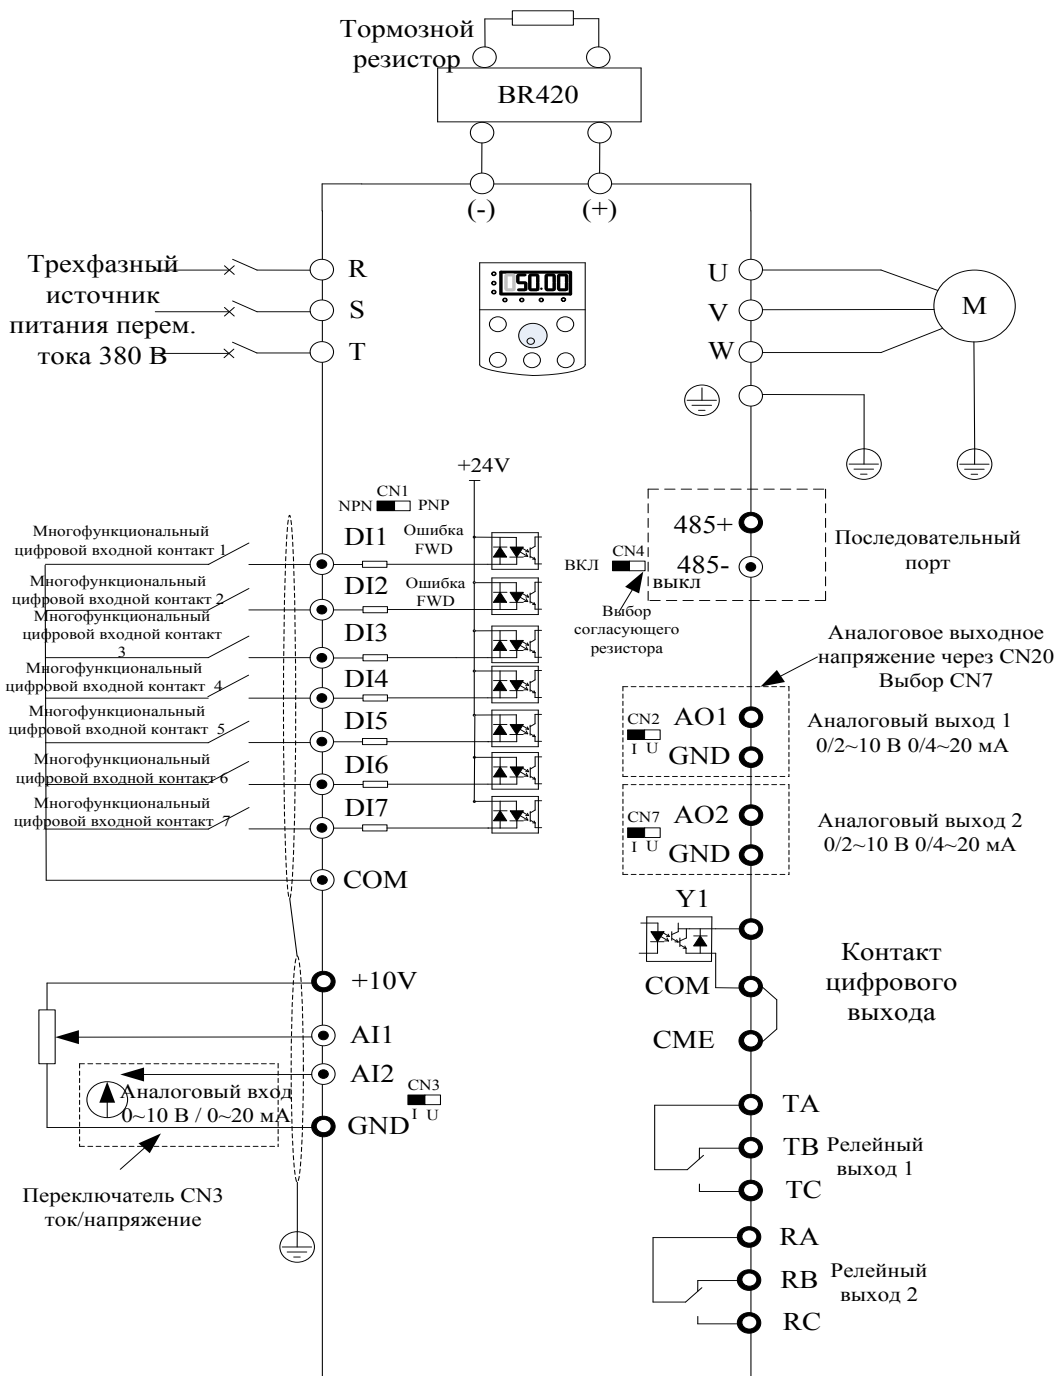 Тормозной
резистор
BR420
(-)
(+)
Трехфазный
источник
питания перем.
тока 380 В
R
S
T
50.00
U
V
W
M
+24V
CN1
NPN
PNP
Многофункциональный
цифровой входной контакт 1
DI1
Ошибка
FWD
Многофункциональный
цифровой входной контакт 2
DI2
Ошибка
FWD
Многофункциональный
цифровой входной контакт
3
DI3
Многофункциональный
цифровой входной контакт 4
DI4
Многофункциональный
цифровой входной контакт 5
DI5
Многофункциональный
цифровой входной контакт 6
DI6
Многофункциональный
цифровой входной контакт 7
DI7
COM
485+
485-
ВКЛ
CN4
выкл
Выбор
согласующего
резистора
Последовательный
порт
Аналоговое выходное
напряжение через CN20
Выбор CN7
CN2
I U
AO1
GND
Аналоговый выход 1
0/2~10 В 0/4~20 мА
CN7
I U
AO2
GND
Аналоговый выход 2
0/2~10 В 0/4~20 мА
Y1
COM
CME
Контакт
цифрового
выхода
+10V
AI1
AI2
CN3
I U
GND
Аналоговый вход
0~10 В / 0~20 мА
Переключатель CN3
ток/напряжение
TA
TB
TC
Релейный
выход 1
RA
RB
RC
Релейный
выход 2